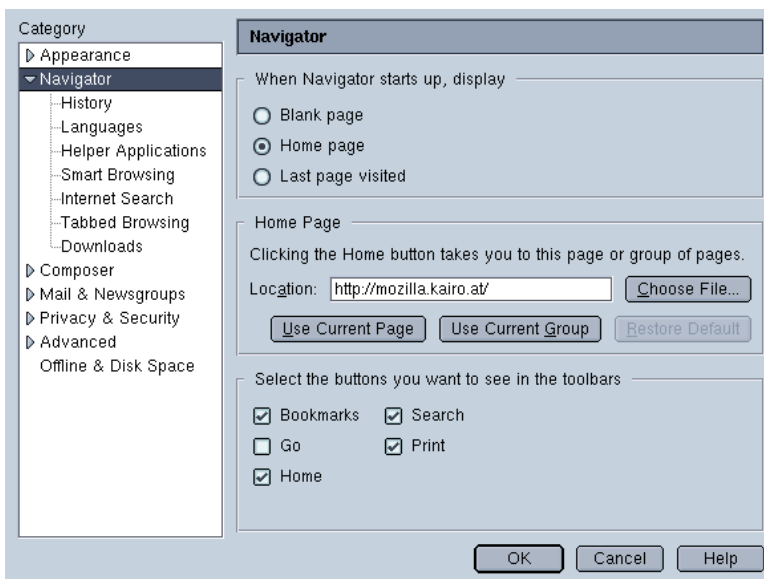 Category
Appearance
Navigator
History
Languages
Helper Applications
Smart Browsing
Internet Search
Tabbed Browsing
Downloads
Composer
Mail & Newsgroups
Privacy & Security
Advanced
Offline & Disk Space
Navigator
When Navigator starts up, display
Blank page
Home page
Last page visited
Home Page
Clicking the Home button takes you to this page or group of pages.
Location: http://mozilla.kairo.at/ Choose File...
Use Current Page Use Current Group Restore Default
Select the buttons you want to see in the toolbars
Bookmarks Search
Go Print
Home
OK Cancel Help